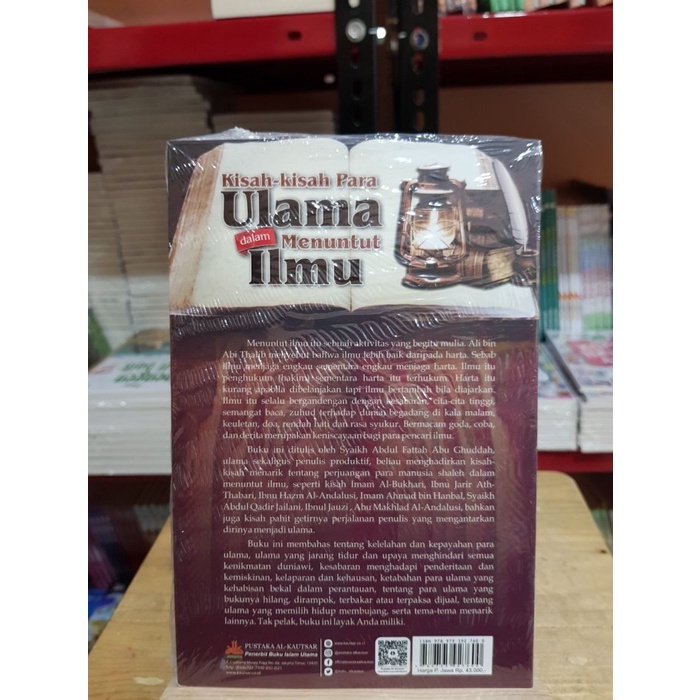 Kisah-kisah Para
Ulama
dalam Menuntut
Ilmu
Menuntut ilmu itu sebuah aktivitas yang begitu mulia. Ali bin
Abi Thalib menyebut bahwa ilmu lebih baik daripada harta. Sebab
ilmu menjaga engkau sementara engkau menjaga harta. Ilmu itu
penghukum (hakim) sementara harta itu terhukum. Harta itu
kurang apabila dibelanjakan tapi ilmu bertambah bila diajarkan.
Ilmu itu selalu bergandengan dengan kesabaran, cita-cita tinggi,
semangat baca, zuhud terhadap dunia, begadang di kala malam,
keuletan, doa, rendah hati dan rasa syukur. Bermacam goda, coba,
dan derita merupakan keniscayaan bagi para pencari ilmu.
Buku ini ditulis oleh Syaikh Abdul Fattah Abu Ghuddah,
ulama sekaligus penulis produktif, beliau menghadirkan kisah-
kisah menarik tentang perjuangan para manusia shaleh dalam
menuntut ilmu, seperti kisah Imam Al-Bukhari, Ibnu Jarir Ath-
Thabari, Ibnu Hazm Al-Andalusi, Imam Ahmad bin Hanbal, Syaikh
Abdul Qadir Jailani, Ibnul Jauzi, Abu Makhlad Al-Andalusi, bahkan
juga kisah pahit getirnya perjalanan penulis yang mengantarkan
dirinya menjadi ulama.
Buku ini membahas tentang kelelahan dan kepayahan para
ulama, ulama yang jarang tidur dan upaya menghindari semua
kenikmatan duniawi, kesabaran menghadapi penderitaan dan
kemiskinan, kelaparan dan kehausan, ketabahan para ulama yang
kehabisan bekal dalam perantauan, tentang para ulama yang
bukunya hilang, dirampok, terbakar atau terpaksa dijual, tentang
ulama yang memilih hidup membujang, serta tema-tema menarik
lainnya. Tak pelak, buku ini layak Anda miliki.
PUSTAKA AL-KAUTSAR
Penerbit Buku Islam Utama
Harga P. Jawa Rp. 43.000,-